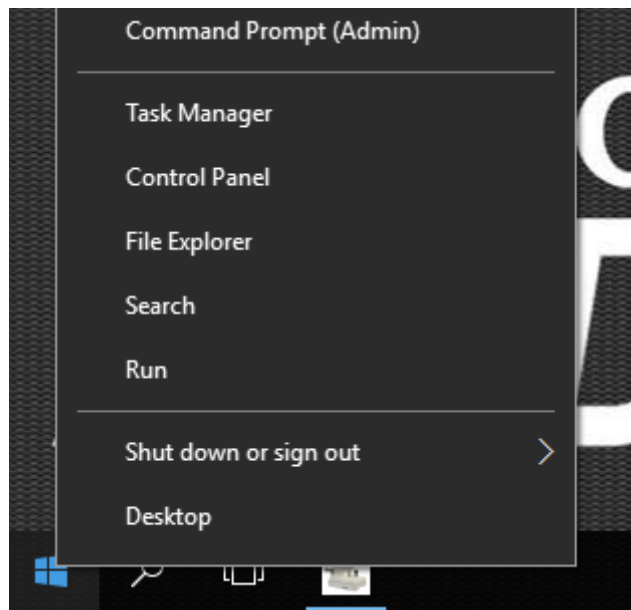 Command Prompt (Admin)
Task Manager
Control Panel
File Explorer
Search
Run
Shut down or sign out
Desktop